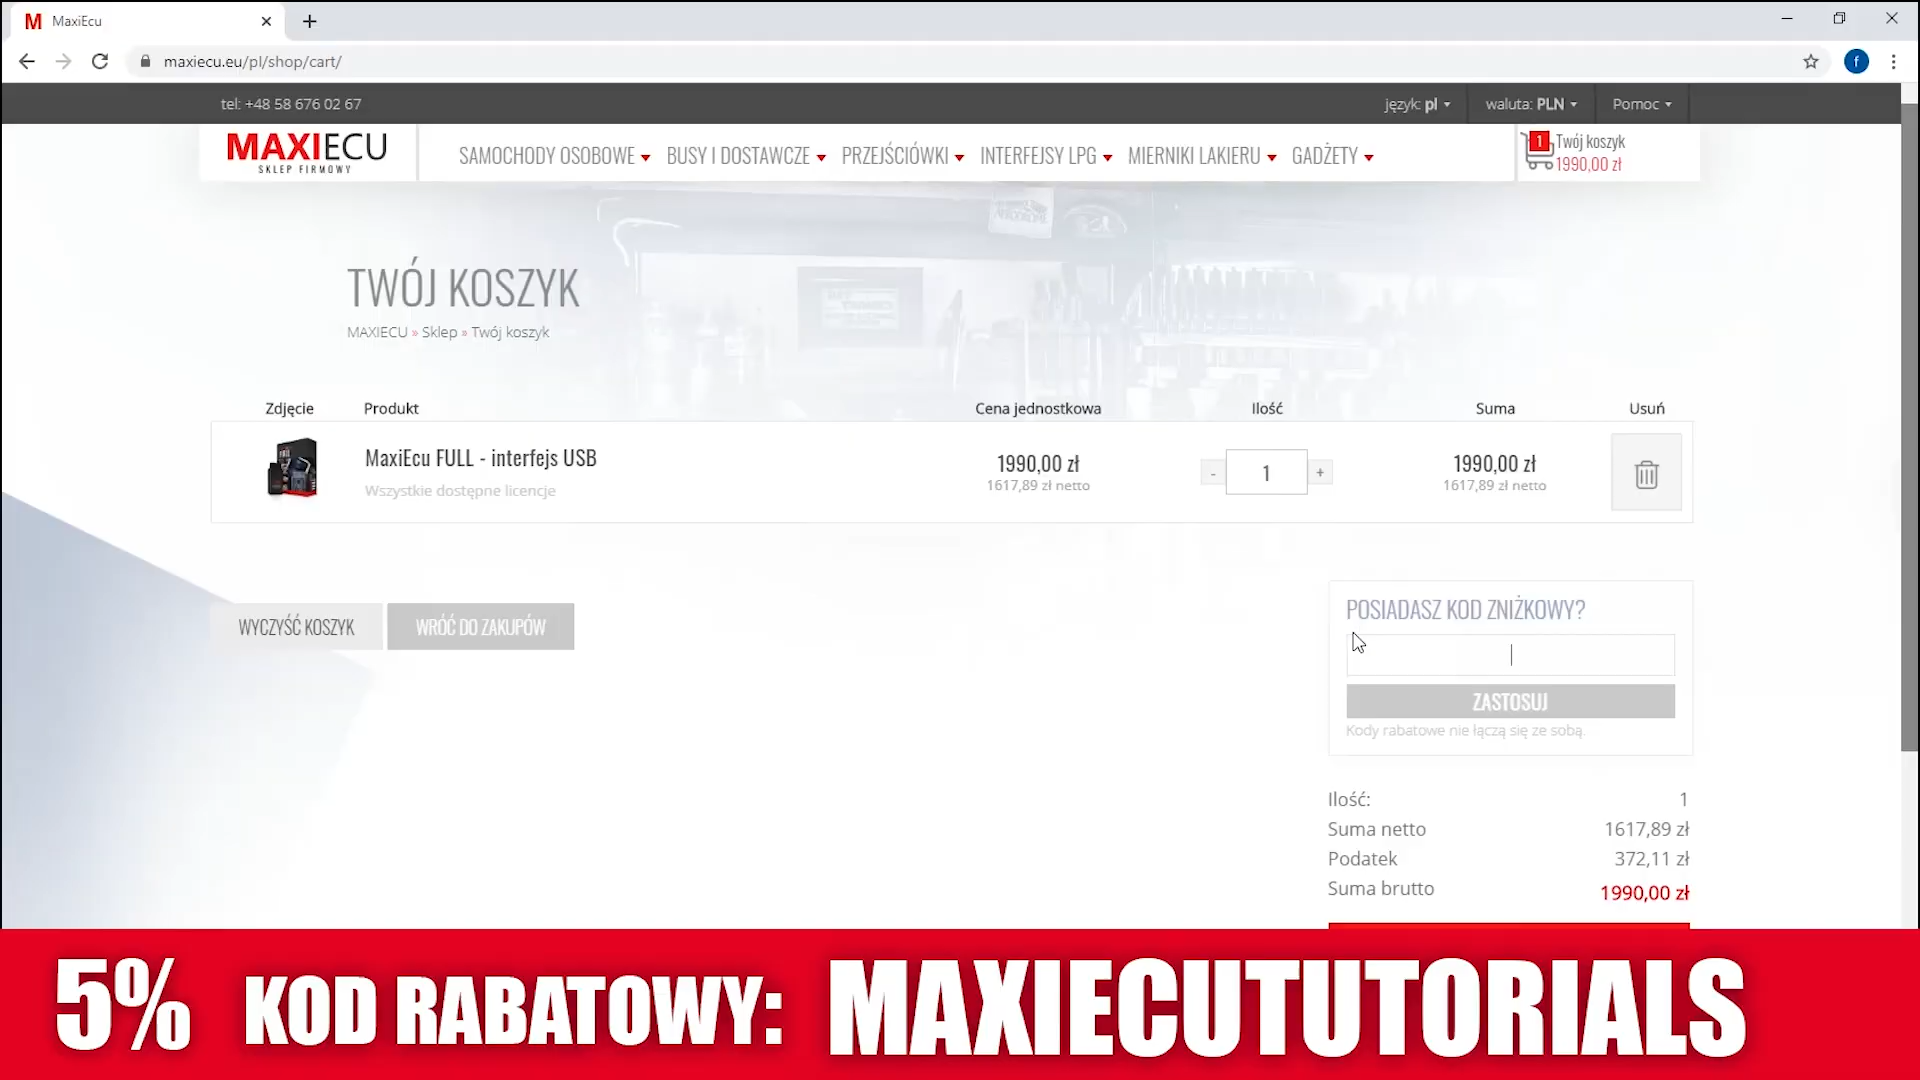 MaxiEcu
maxiecu.eu/pl/shop/cart/
f
tel: +48 58 676 02 67
język: pl
waluta: PLN
Pomoc
MAXIECU
SKLEP FIRMOWY
SAMOCHODY OSOBOWE
BUSY I DOSTAWCZE
PRZEJŚCIÓWKI
INTERFEJSY LPG
MIERNIKI LAKIERU
GADŻETY
1
Twój koszyk
1990,00 zł
TWÓJ KOSZYK
MAXIECU » Sklep » Twój koszyk
Zdjęcie Produkt Cena jednostkowa Ilość Suma Usuń
MaxiEcu FULL - interfejs USB
Wszystkie dostępne licencje
1990,00 zł
1617,89 zł netto
- 1 +
1990,00 zł
1617,89 zł netto
WYCZYŚĆ KOSZYK
WRÓĆ DO ZAKUPÓW
POSIADASZ KOD ZNIŻKOWY?
ZASTOSUJ
Kody rabatowe nie łączą się ze sobą.
Ilość: 1
Suma netto 1617,89 zł
Podatek 372,11 zł
Suma brutto 1990,00 zł
5% KOD RABATOWY: MAXIECUTUTORIALS